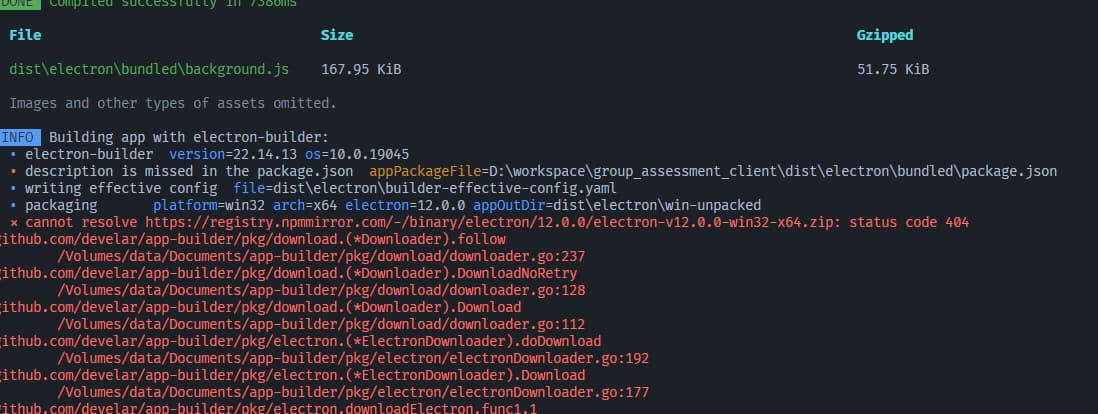 DONE Compiled successfully in 7386ms
File Size Gzipped
dist\electron\bundled\background.js 167.95 KiB 51.75 KiB
Images and other types of assets omitted.
INFO Building app with electron-builder:
• electron-builder version=22.14.13 os=10.0.19045
• description is missed in the package.json appPackageFile=D:\workspace\group_assessment_client\dist\electron\bundled\package.json
• writing effective config file=dist\electron\builder-effective-config.yaml
• packaging platform=win32 arch=x64 electron=12.0.0 appOutDir=dist\electron\win-unpacked
⨯ cannot resolve https://registry.npmmirror.com/-/binary/electron/12.0.0/electron-v12.0.0-win32-x64.zip: status code 404
github.com/develar/app-builder/pkg/download.(*Downloader).follow
/Volumes/data/Documents/app-builder/pkg/download/downloader.go:237
github.com/develar/app-builder/pkg/download.(*Downloader).DownloadNoRetry
/Volumes/data/Documents/app-builder/pkg/download/downloader.go:128
github.com/develar/app-builder/pkg/download.(*Downloader).Download
/Volumes/data/Documents/app-builder/pkg/download/downloader.go:112
github.com/develar/app-builder/pkg/electron.(*ElectronDownloader).doDownload
/Volumes/data/Documents/app-builder/pkg/electron/electronDownloader.go:192
github.com/develar/app-builder/pkg/electron.(*ElectronDownloader).Download
/Volumes/data/Documents/app-builder/pkg/electron/electronDownloader.go:177
github.com/develar/app-builder/pkg/electron.downloadElectron.func1.1